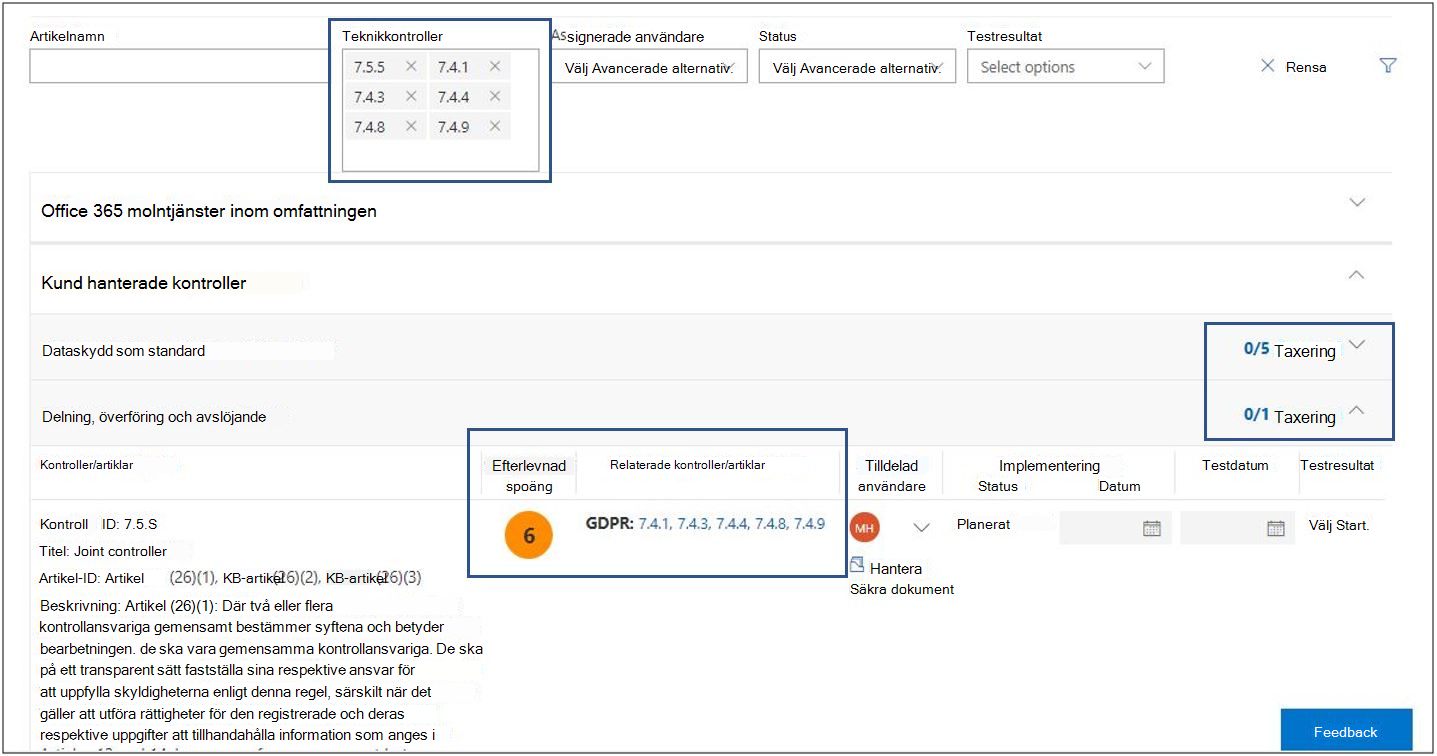 Artikelnamn
Teknikkontroller
Assignerade användare
Status
Testresultat
7.5.5 7.4.1
7.4.3 7.4.4
7.4.8 7.4.9
Välj Avancerade alternativ.
Välj Avancerade alternativ.
Select options
Rensa
Office 365 molntjänster inom omfattningen
Kund hanterade kontroller
Dataskydd som standard
0/5 Taxering
Delning, överföring och avslöjande
0/1 Taxering
Kontroller/artiklar
Efterlevnad
spoäng
Relaterade kontroller/artiklar
Tilldelad
användare
Implementering
Status Datum
Testdatum
Testresultat
Kontroll ID: 7.5.S
Titel: Joint controller
Artikel-ID: Artikel (26)(1), KB-artikel(26)(2), KB-artikel(26)(3)
Beskrivning: Artikel (26)(1): Där två eller flera
kontrollansvariga gemensamt bestämmer syftena och betyder
bearbetningen. de ska vara gemensamma kontrollansvariga. De ska
på ett transparent sätt fastställa sina respektive ansvar för
att uppfylla skyldigheterna enligt denna regel, särskilt när det
gäller att utföra rättigheter för den registrerade och deras
respektive uppgifter att tillhandahålla information som anges i
6
GDPR: 7.4.1, 7.4.3, 7.4.4, 7.4.8, 7.4.9
MH
Hantera
Säkra dokument
Planerat
Välj Start.
Feedback